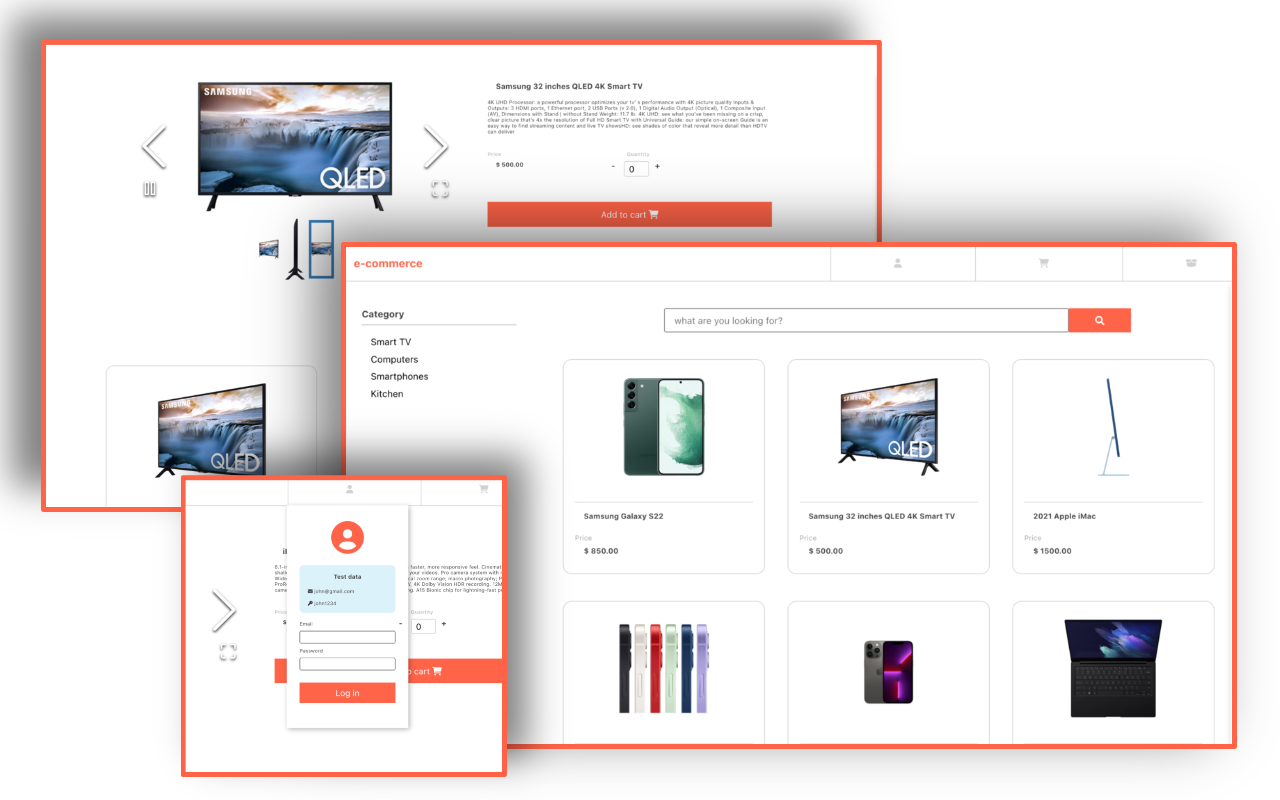 SAMSUNG
QLED
Samsung 32 inches QLED 4K Smart TV
4K UHD Processor: a powerful processor optimizes your tv' s performance with 4K picture quality Inputs &
Outputs: 3 HDMI ports, 1 Ethernet port, 2 USB Ports (v 2.0), 1 Digital Audio Output (Optical), 1 Composite Input
(AV), Dimensions with Stand | without Stand Weight: 11.7 lb. 4K UHD: see what you've been missing on a crisp,
clear picture that's 4x the resolution of Full HD Smart TV with Universal Guide: our simple on-screen Guide is an
easy way to find streaming content and live TV showsHD: see shades of color that reveal more detail than HDTV
can deliver
Price
Quantity
$ 500.00
- 0 +
Add to cart
SAMSUNG
QLED
e-commerce
Category
Smart TV
Computers
Smartphones
Kitchen
what are you looking for?
Samsung Galaxy S22
Price
$ 850.00
SAMSUNG
QLED
Samsung 32 inches QLED 4K Smart TV
Price
$ 500.00
2021 Apple iMac
Price
$ 1500.00
Test data
john@gmail.com
john1234
Email
Password
Log in
faster, more responsive feel. Cinemat
your videos. Pro camera system with
cal zoom range; macro photography; P
4K Dolby Vision HDR recording. 12M
A15 Bionic chip for lightning-fast p
Quantity
- 0 +
cart